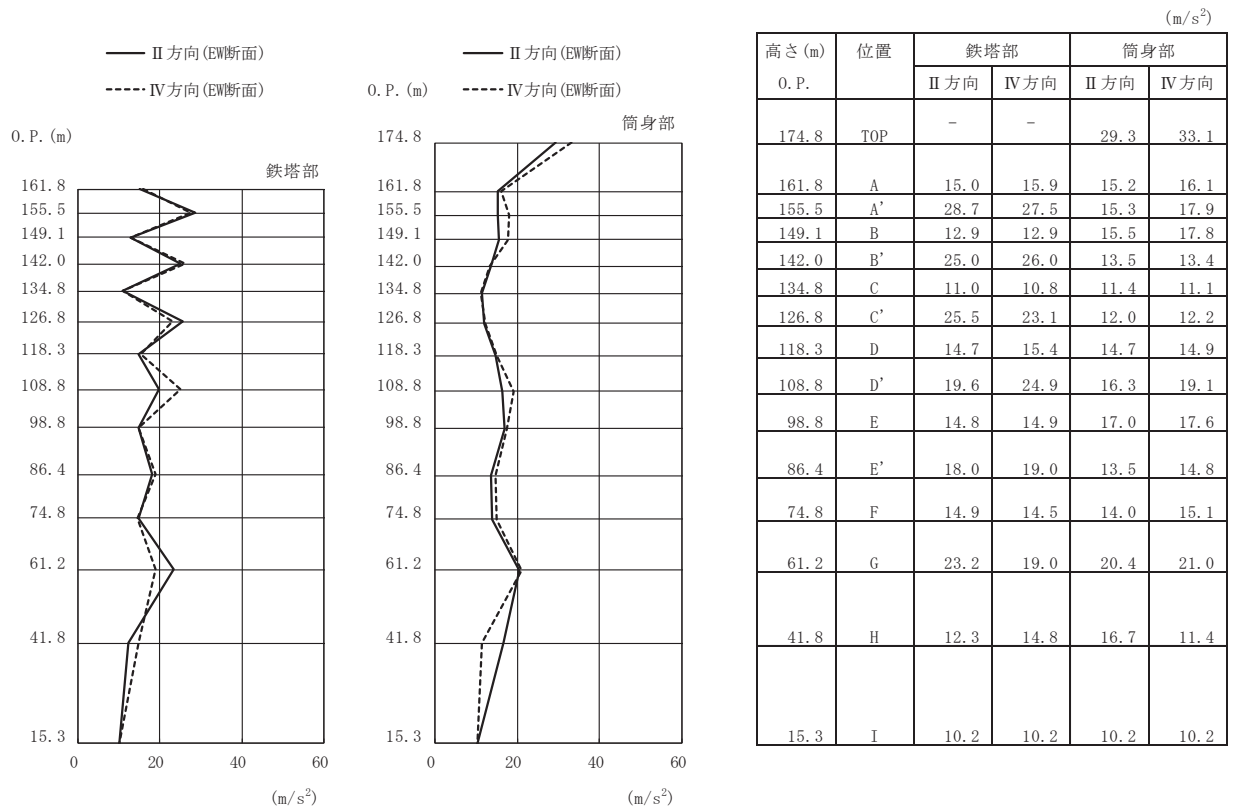 Ⅱ方向(EW断面)
Ⅳ方向(EW断面)
O.P.(m)
鉄塔部
161.8
155.5
149.1
142.0
134.8
126.8
118.3
108.8
98.8
86.4
74.8
61.2
41.8
15.3
0 20 40 60
(m/s²)
Ⅱ方向(EW断面)
Ⅳ方向(EW断面)
O.P.(m)
筒身部
174.8
161.8
155.5
149.1
142.0
134.8
126.8
118.3
108.8
98.8
86.4
74.8
61.2
41.8
15.3
0 20 40 60
(m/s²)
(m/s²)
高さ(m) 位置 鉄塔部 筒身部
O.P. Ⅱ方向 Ⅳ方向 Ⅱ方向 Ⅳ方向
174.8 TOP － － 29.3 33.1
161.8 A 15.0 15.9 15.2 16.1
155.5 A' 28.7 27.5 15.3 17.9
149.1 B 12.9 12.9 15.5 17.8
142.0 B' 25.0 26.0 13.5 13.4
134.8 C 11.0 10.8 11.4 11.1
126.8 C' 25.5 23.1 12.0 12.2
118.3 D 14.7 15.4 14.7 14.9
108.8 D' 19.6 24.9 16.3 19.1
98.8 E 14.8 14.9 17.0 17.6
86.4 E' 18.0 19.0 13.5 14.8
74.8 F 14.9 14.5 14.0 15.1
61.2 G 23.2 19.0 20.4 21.0
41.8 H 12.3 14.8 16.7 11.4
15.3 I 10.2 10.2 10.2 10.2